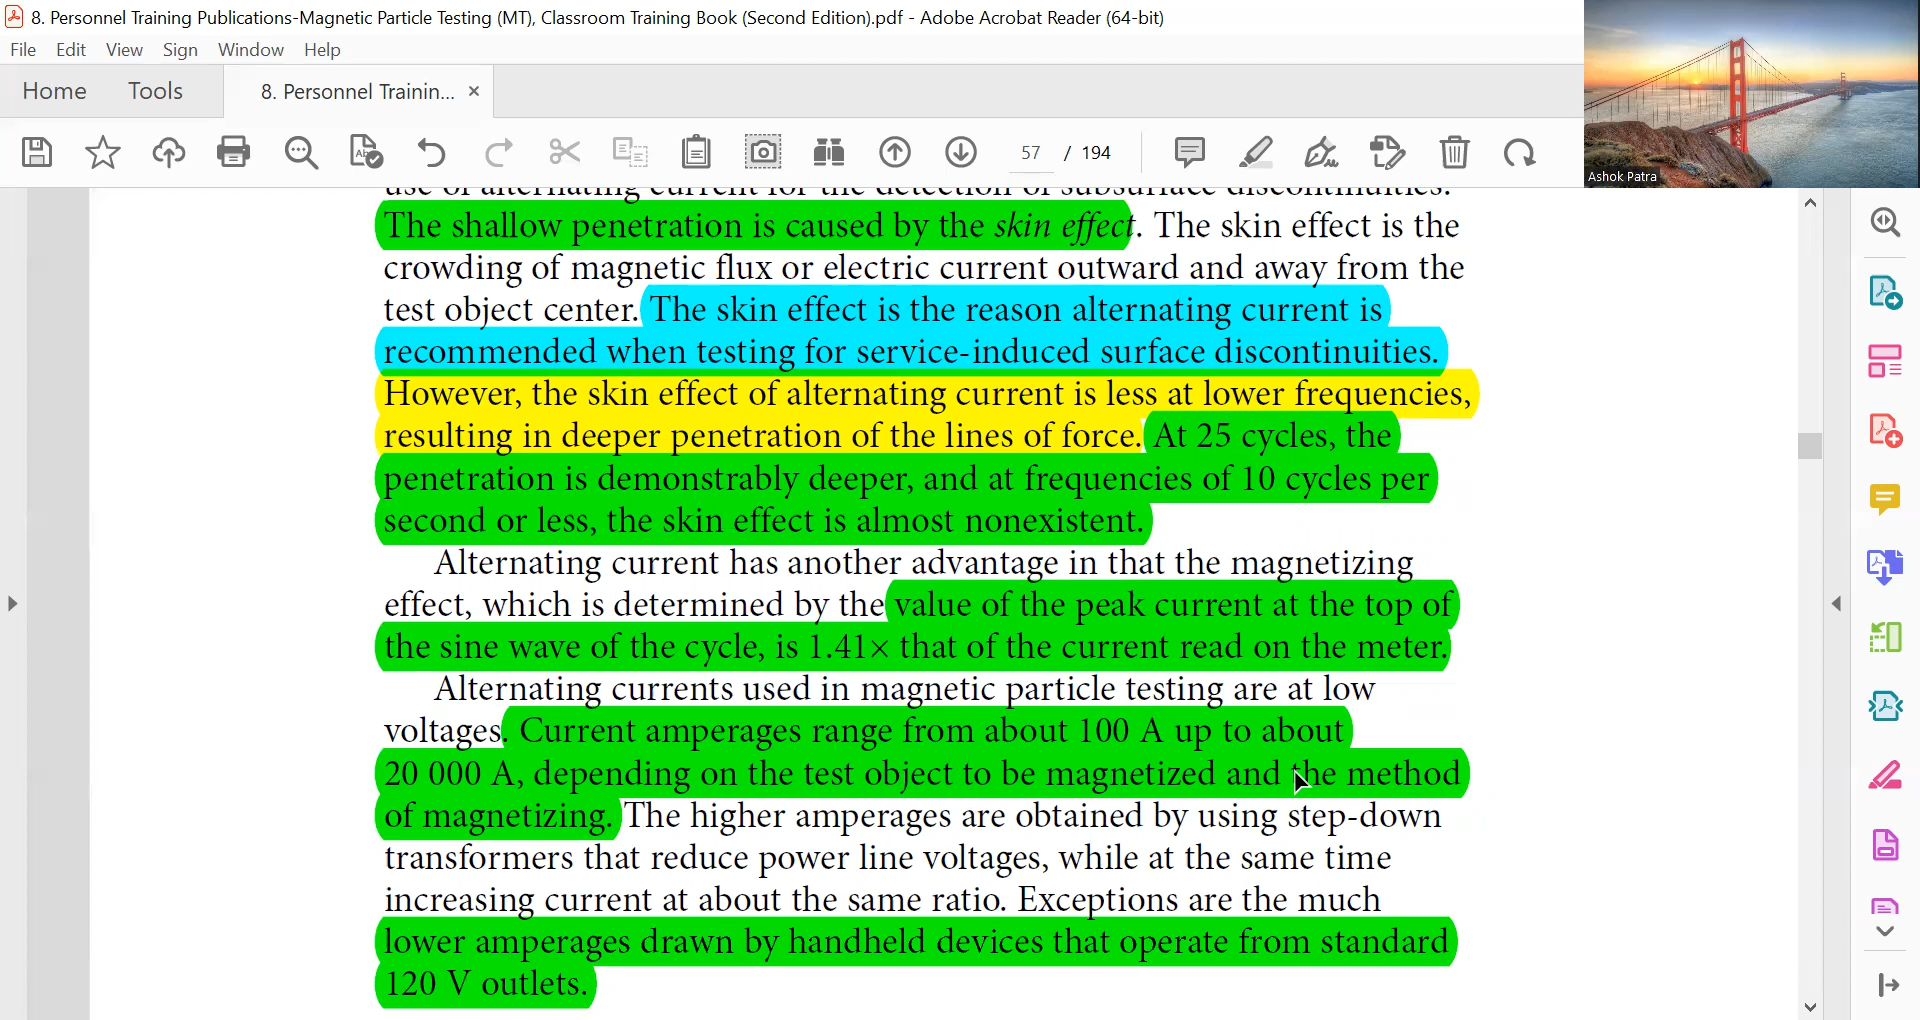 8. Personnel Training Publications-Magnetic Particle Testing (MT), Classroom Training Book (Second Edition).pdf - Adobe Acrobat Reader (64-bit)
File Edit View Sign Window Help
Home Tools 8. Personnel Trainin... ×
57 / 194
Ashok Patra
use of alternating current for the detection of subsurface discontinuities.
The shallow penetration is caused by the skin effect. The skin effect is the
crowding of magnetic flux or electric current outward and away from the
test object center. The skin effect is the reason alternating current is
recommended when testing for service-induced surface discontinuities.
However, the skin effect of alternating current is less at lower frequencies,
resulting in deeper penetration of the lines of force. At 25 cycles, the
penetration is demonstrably deeper, and at frequencies of 10 cycles per
second or less, the skin effect is almost nonexistent.
Alternating current has another advantage in that the magnetizing
effect, which is determined by the value of the peak current at the top of
the sine wave of the cycle, is 1.41× that of the current read on the meter.
Alternating currents used in magnetic particle testing are at low
voltages. Current amperages range from about 100 A up to about
20 000 A, depending on the test object to be magnetized and the method
of magnetizing. The higher amperages are obtained by using step-down
transformers that reduce power line voltages, while at the same time
increasing current at about the same ratio. Exceptions are the much
lower amperages drawn by handheld devices that operate from standard
120 V outlets.